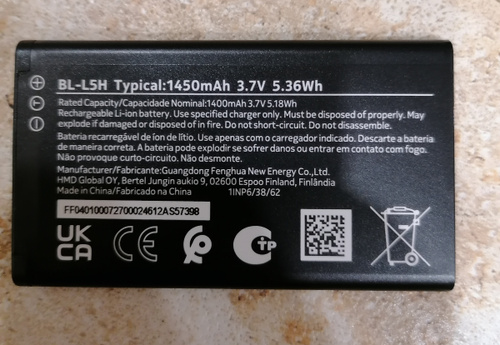 BL-L5H Typical:1450mAh 3.7V 5.36Wh
Rated Capacity/Capacidade Nominal:1400mAh 3.7V 5.18Wh
Rechargeable Li-ion battery. Use specified charger only. Must be disposed of properly. May
explode if damaged or disposed of in fire. Do not short-circuit. Do not disassemble.
Bateria recarregável de íon de lítio. Use apenas com o carregador indicado. Descarte a bateria
de maneira correta. A bateria pode explodir se sofrer danos ou entrar em contato com fogo.
Não provoque curto-circuito. Não desmonte.
Manufacturer/Fabricante:Guangdong Fenghua New Energy Co.,Ltd.
HMD Global OY, Bertel Jungin aukio 9, 02600 Espoo Finland, Finlândia
Made in China/Fabricado na China 1INP6/38/62
FF040100072700024612AS57398
UK
CA CE